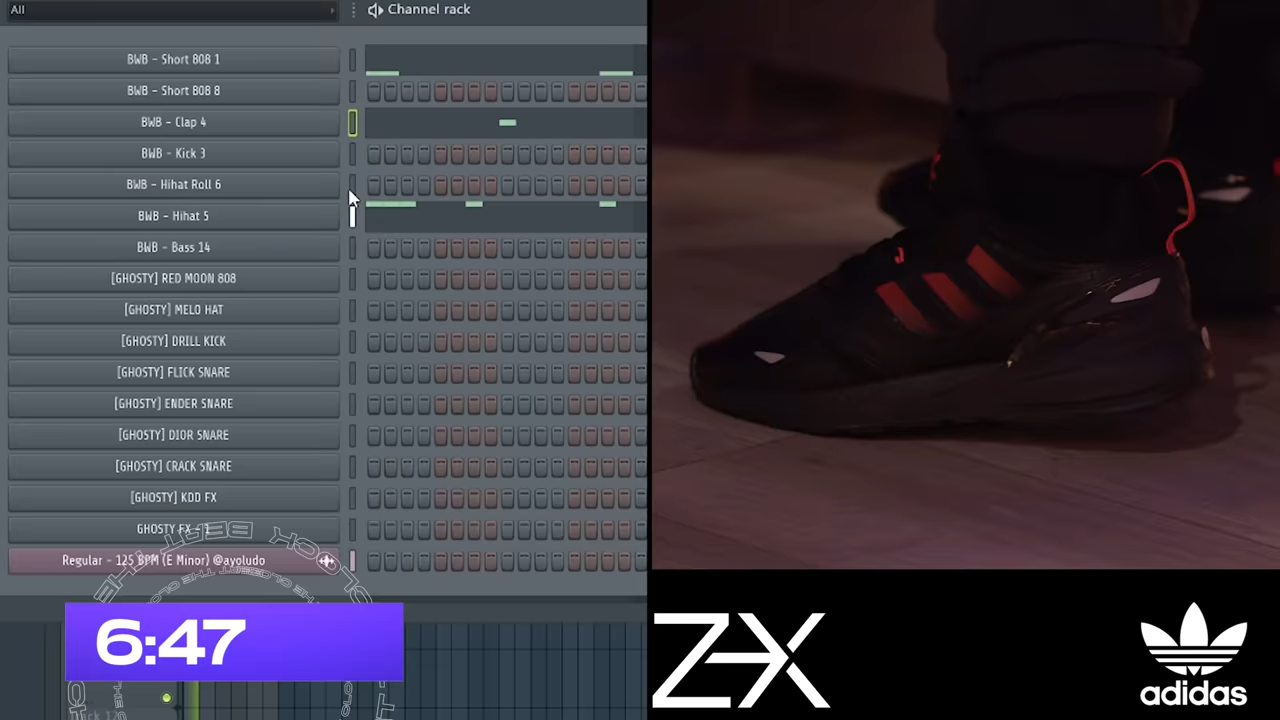 All
Channel rack
BWB - Short 808 1
BWB - Short 808 8
BWB - Clap 4
BWB - Kick 3
BWB - Hihat Roll 6
BWB - Hihat 5
BWB - Bass 14
[GHOSTY] RED MOON 808
[GHOSTY] MELO HAT
[GHOSTY] DRILL KICK
[GHOSTY] FLICK SNARE
[GHOSTY] ENDER SNARE
[GHOSTY] DIOR SNARE
[GHOSTY] CRACK SNARE
[GHOSTY] KDD FX
GHOSTY FX - 1
Regular - 125 BPM (E Minor) @ayoludo
6:47
ZX
adidas